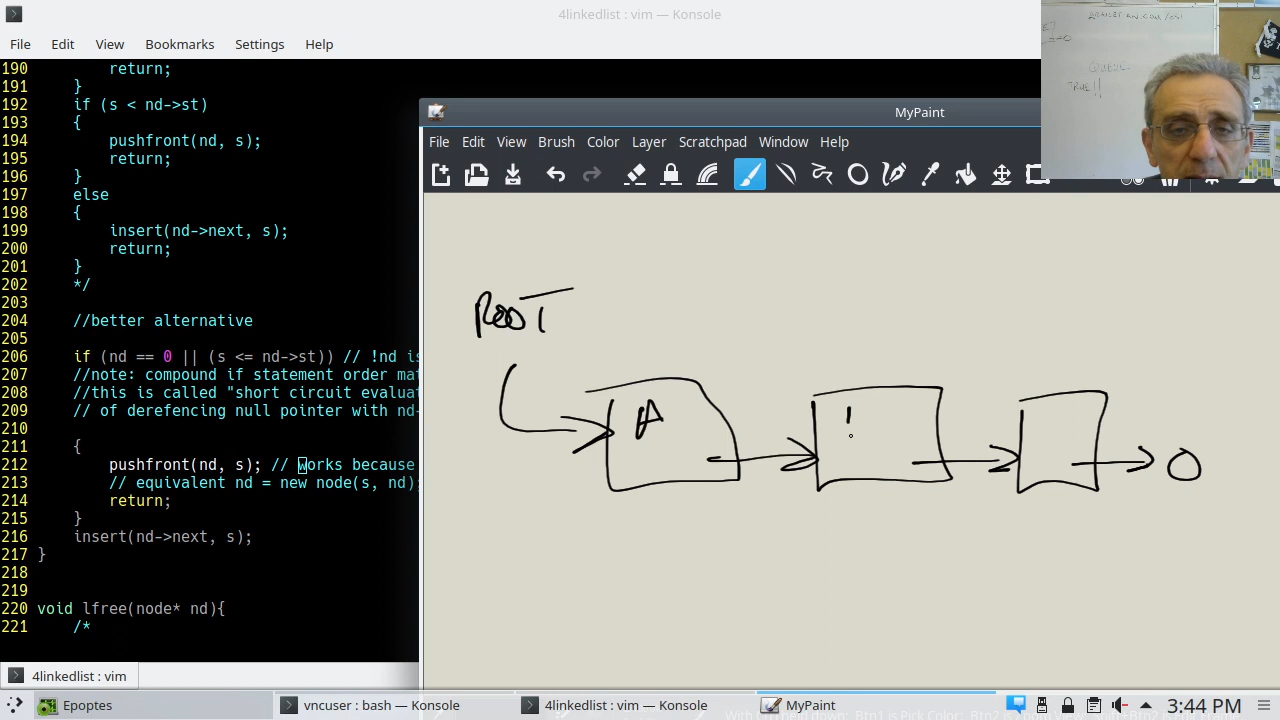 4linkedlist : vim — Konsole
File Edit View Bookmarks Settings Help
190 return;
191 }
192 if (s < nd->st)
193 {
194 pushfront(nd, s);
195 return;
196 }
197 else
198 {
199 insert(nd->next, s);
200 return;
201 }
202 */
203
204 //better alternative
205
206 if (nd == 0 || (s <= nd->st)) // !nd is
207 //note: compound if statement order mat
208 //this is called "short circuit evaluat
209 // of derefencing null pointer with nd-
210
211 {
212 pushfront(nd, s); // works because
213 // equivalent nd = new node(s, nd);
214 return;
215 }
216 insert(nd->next, s);
217 }
218
219
220 void lfree(node* nd){
221 /*
4linkedlist : vim
MyPaint
File Edit View Brush Color Layer Scratchpad Window Help
ROOT
A
!
0
QUEUE
TRUE !!
Epoptes
vrcuser : bash — Konsole
4linkedlist : vim — Konsole
MyPaint
3:44 PM